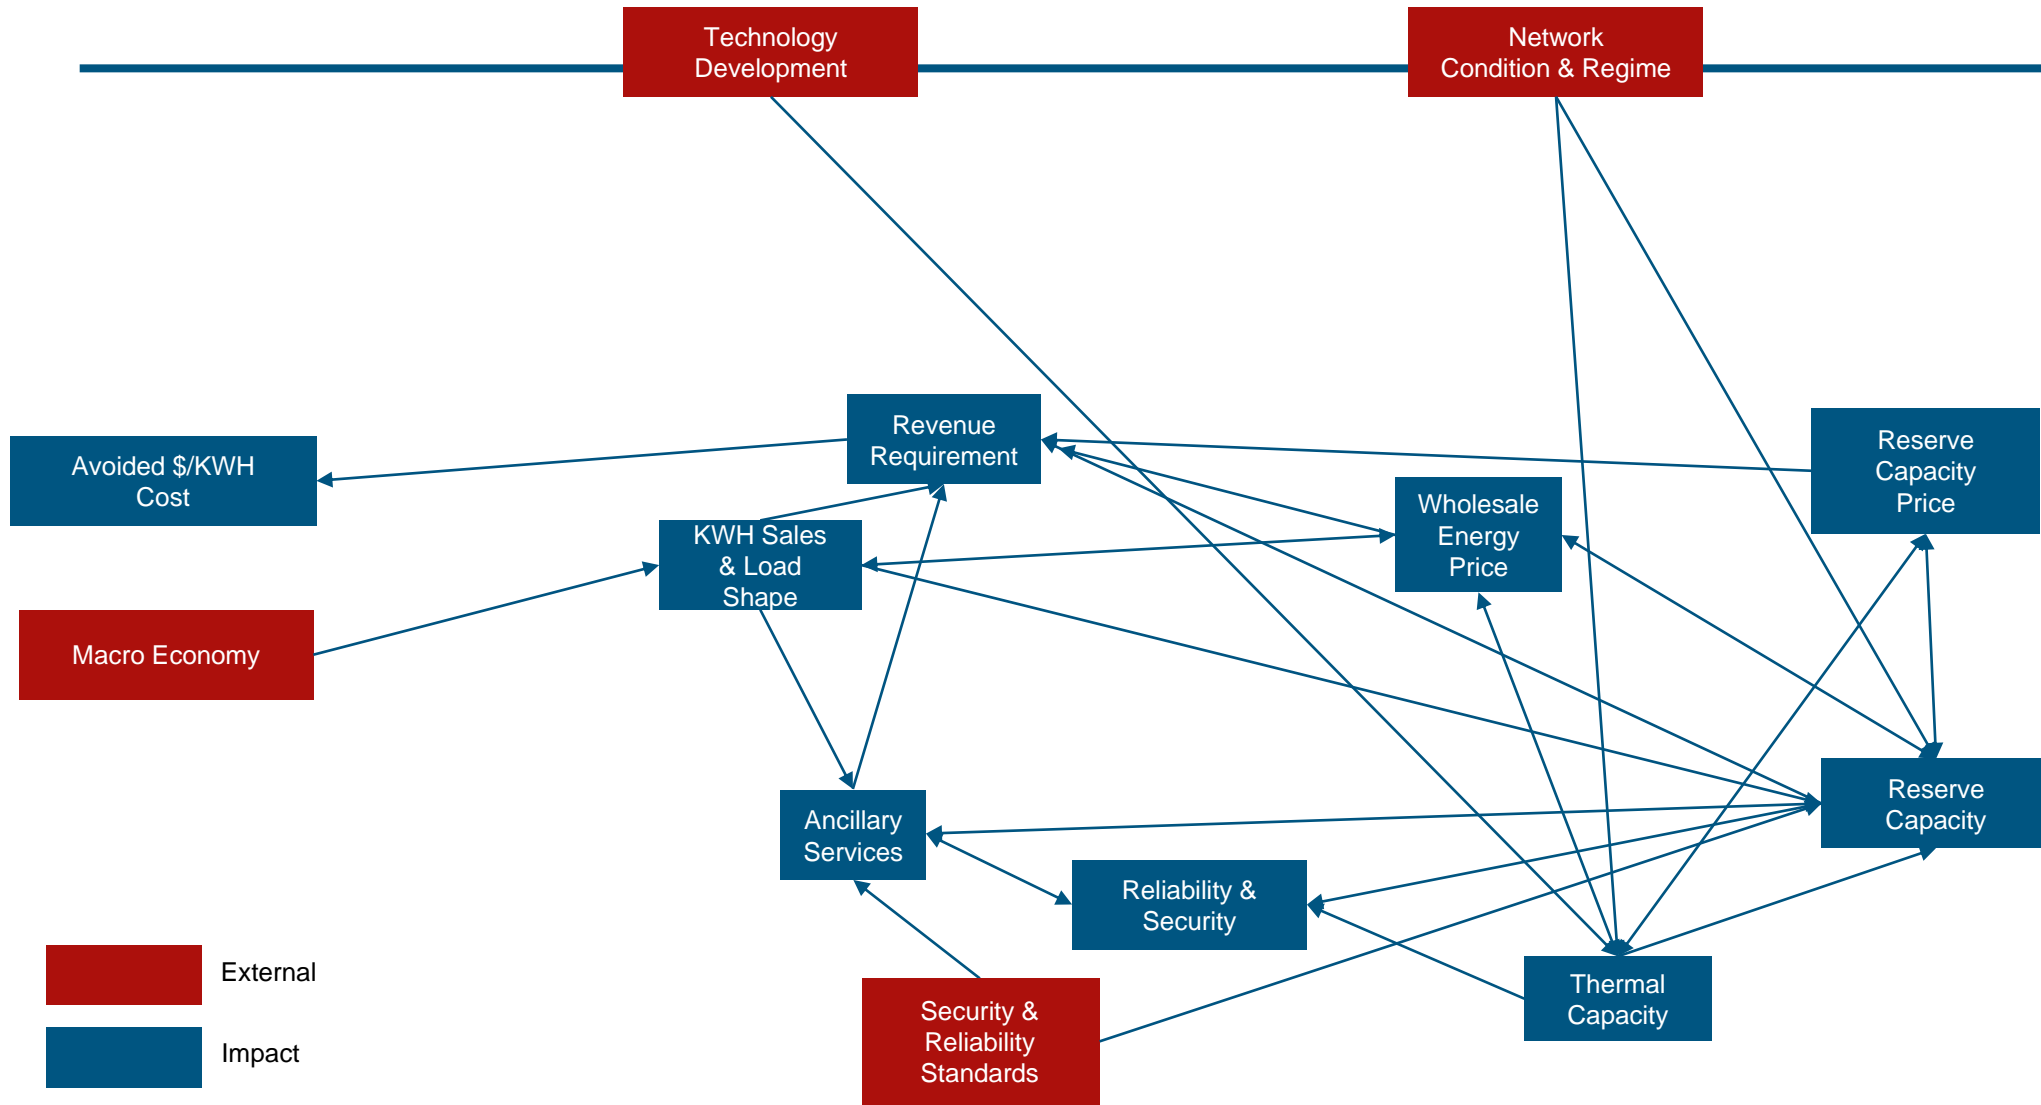 Technology
Development
Network
Condition & Regime
Revenue
Requirement
Reserve
Capacity
Price
Avoided $/KWH
Cost
Wholesale
Energy
Price
KWH Sales
& Load
Shape
Macro Economy
Ancillary
Services
Reserve
Capacity
Reliability &
Security
Thermal
Capacity
Security &
Reliability
Standards
External
Impact